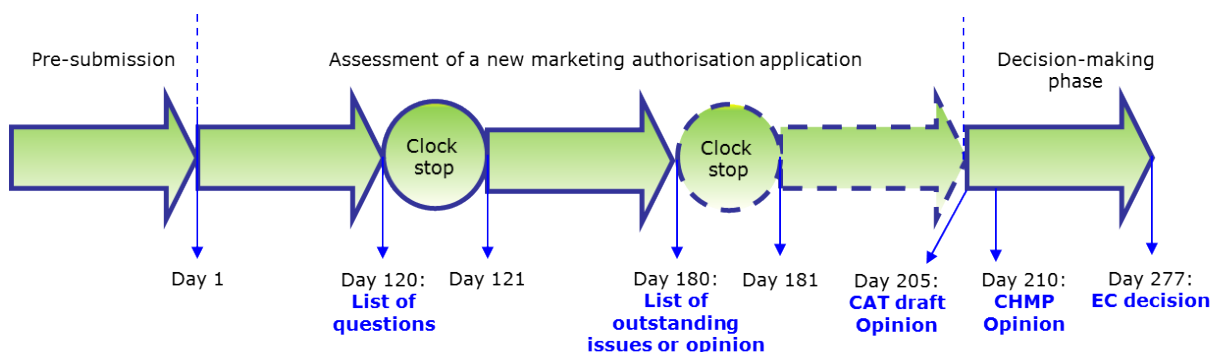 Pre-submission
Assessment of a new marketing authorisation application
Decision-making
phase
Clock
stop
Clock
stop
Day 1
Day 120:
List of
questions
Day 121
Day 180:
List of
outstanding
issues or opinion
Day 181
Day 205:
CAT draft
Opinion
Day 210:
CHMP
Opinion
Day 277:
EC decision